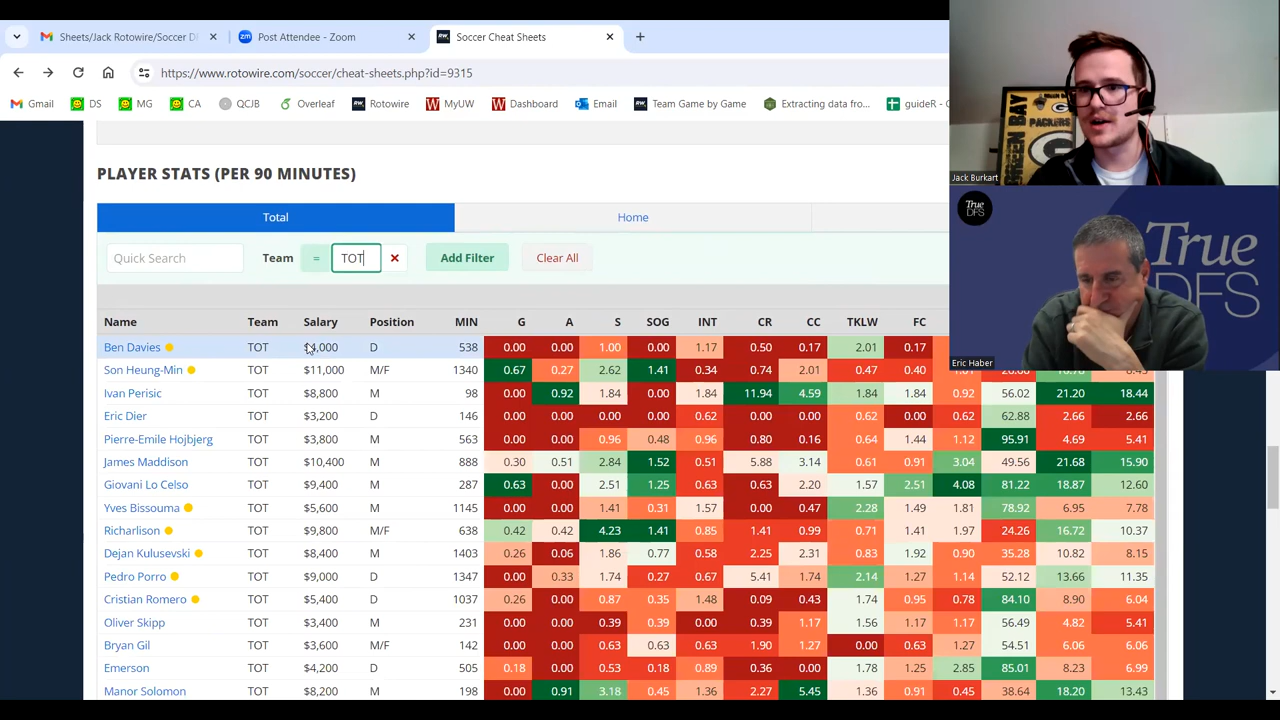 Sheets/Jack Rotowire/Soccer DF
Post Attendee - Zoom
Soccer Cheat Sheets
https://www.rotowire.com/soccer/cheat-sheets.php?id=9315
Gmail DS MG CA QCJB Overleaf Rotowire MyUW Dashboard Email Team Game by Game Extracting data fro... guideR - G
PLAYER STATS (PER 90 MINUTES)
Total Home
Quick Search Team = TOT Add Filter Clear All
Name Team Salary Position MIN G A S SOG INT CR CC TKLW FC
Ben Davies TOT $4,000 D 538 0.00 0.00 1.00 0.00 1.17 0.50 0.17 2.01 0.17
Son Heung-Min TOT $11,000 M/F 1340 0.67 0.27 2.62 1.41 0.34 0.74 2.01 0.47 0.40
Ivan Perisic TOT $8,800 M 98 0.00 0.92 1.84 0.00 1.84 11.94 4.59 1.84 1.84 0.92 56.02 21.20 18.44
Eric Dier TOT $3,200 D 146 0.00 0.00 0.00 0.00 0.62 0.00 0.00 0.62 0.00 0.00 62.88 2.66 2.66
Pierre-Emile Hojbjerg TOT $3,800 M 563 0.00 0.00 0.96 0.48 0.96 0.80 0.16 0.64 1.44 1.12 95.91 4.69 5.41
James Maddison TOT $10,400 M 888 0.30 0.51 2.84 1.52 0.51 5.88 3.14 0.61 0.91 3.04 49.56 21.68 15.90
Giovani Lo Celso TOT $9,400 M 287 0.63 0.00 2.51 1.25 0.63 0.63 2.20 1.57 2.51 4.08 81.22 18.87 12.60
Yves Bissouma TOT $5,600 M 1145 0.00 0.00 1.41 0.31 1.57 0.00 0.47 2.28 1.49 1.81 78.92 6.95 7.78
Richarlison TOT $9,800 M/F 638 0.42 0.42 4.23 1.41 0.85 1.41 0.99 0.71 1.41 1.97 24.26 16.72 10.37
Dejan Kulusevski TOT $8,400 M 1403 0.26 0.06 1.86 0.77 0.58 2.25 2.31 0.83 1.92 0.90 35.28 10.82 8.15
Pedro Porro TOT $9,000 D 1347 0.00 0.33 1.74 0.27 0.67 5.41 1.74 2.14 1.27 1.14 52.12 13.66 11.35
Cristian Romero TOT $5,400 D 1037 0.26 0.00 0.87 0.35 1.48 0.09 0.43 1.74 0.95 0.78 84.10 8.90 6.04
Oliver Skipp TOT $3,400 M 231 0.00 0.00 0.39 0.39 0.00 0.39 1.17 1.56 1.17 1.17 56.49 4.82 5.41
Bryan Gil TOT $3,600 M/F 142 0.00 0.00 0.63 0.63 0.63 1.90 1.27 0.00 0.63 1.27 54.51 6.06 6.06
Emerson TOT $4,200 D 505 0.18 0.00 0.53 0.18 0.89 0.36 0.00 1.78 1.25 2.85 85.01 8.23 6.99
Manor Solomon TOT $8,200 M 198 0.00 0.91 3.18 0.45 1.36 2.27 5.45 1.36 0.91 0.45 38.64 18.20 13.43
GREEN BAY
PACKERS
Jack Burkart
True
DFS
True
DFS
Eric Haber